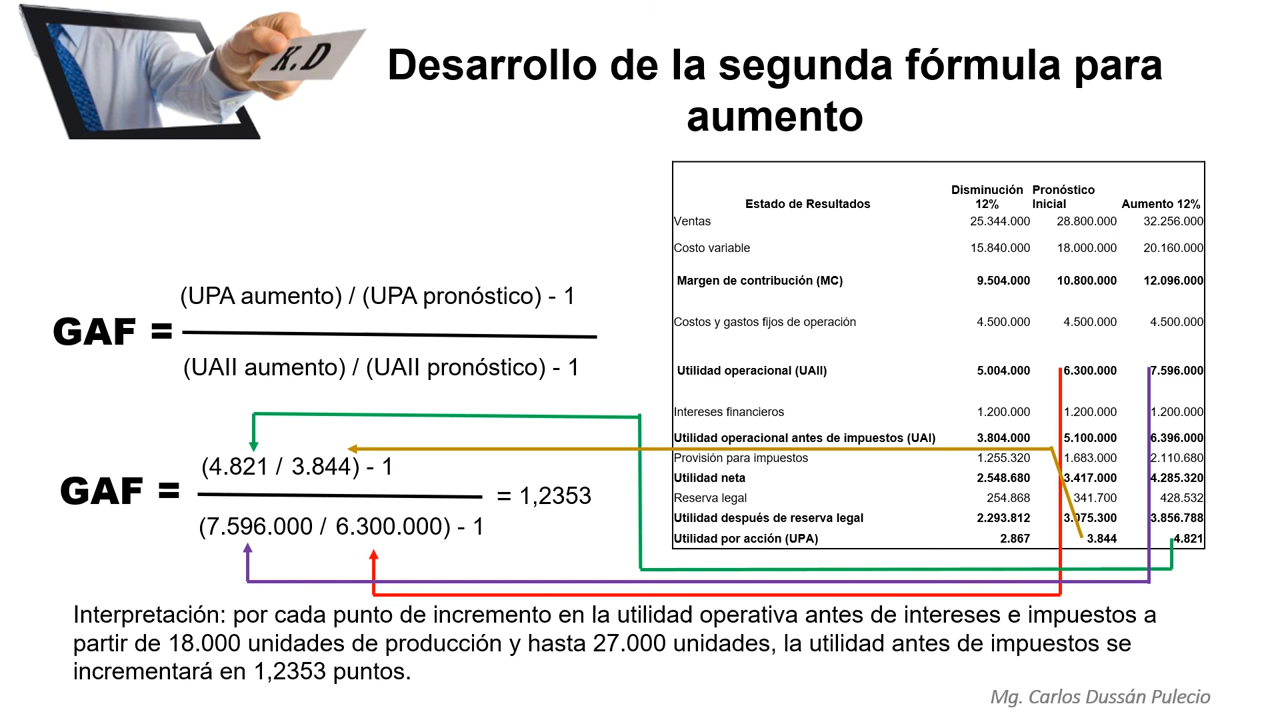 K.D
Desarrollo de la segunda fórmula para
aumento
Estado de Resultados Disminución 12% Pronóstico Inicial Aumento 12%
Ventas 25.344.000 28.800.000 32.256.000
Costo variable 15.840.000 18.000.000 20.160.000
Margen de contribución (MC) 9.504.000 10.800.000 12.096.000
Costos y gastos fijos de operación 4.500.000 4.500.000 4.500.000
Utilidad operacional (UAII) 5.004.000 6.300.000 7.596.000
Intereses financieros 1.200.000 1.200.000 1.200.000
Utilidad operacional antes de impuestos (UAI) 3.804.000 5.100.000 6.396.000
Provisión para impuestos 1.255.320 1.683.000 2.110.680
Utilidad neta 2.548.680 3.417.000 4.285.320
Reserva legal 254.868 341.700 428.532
Utilidad después de reserva legal 2.293.812 3.075.300 3.856.788
Utilidad por acción (UPA) 2.867 3.844 4.821
(UPA aumento) / (UPA pronóstico) - 1
GAF =
(UAII aumento) / (UAII pronóstico) - 1
(4.821 / 3.844) - 1
GAF = = 1,2353
(7.596.000 / 6.300.000) - 1
Interpretación: por cada punto de incremento en la utilidad operativa antes de intereses e impuestos a
partir de 18.000 unidades de producción y hasta 27.000 unidades, la utilidad antes de impuestos se
incrementará en 1,2353 puntos.
Mg. Carlos Dussán Pulecio